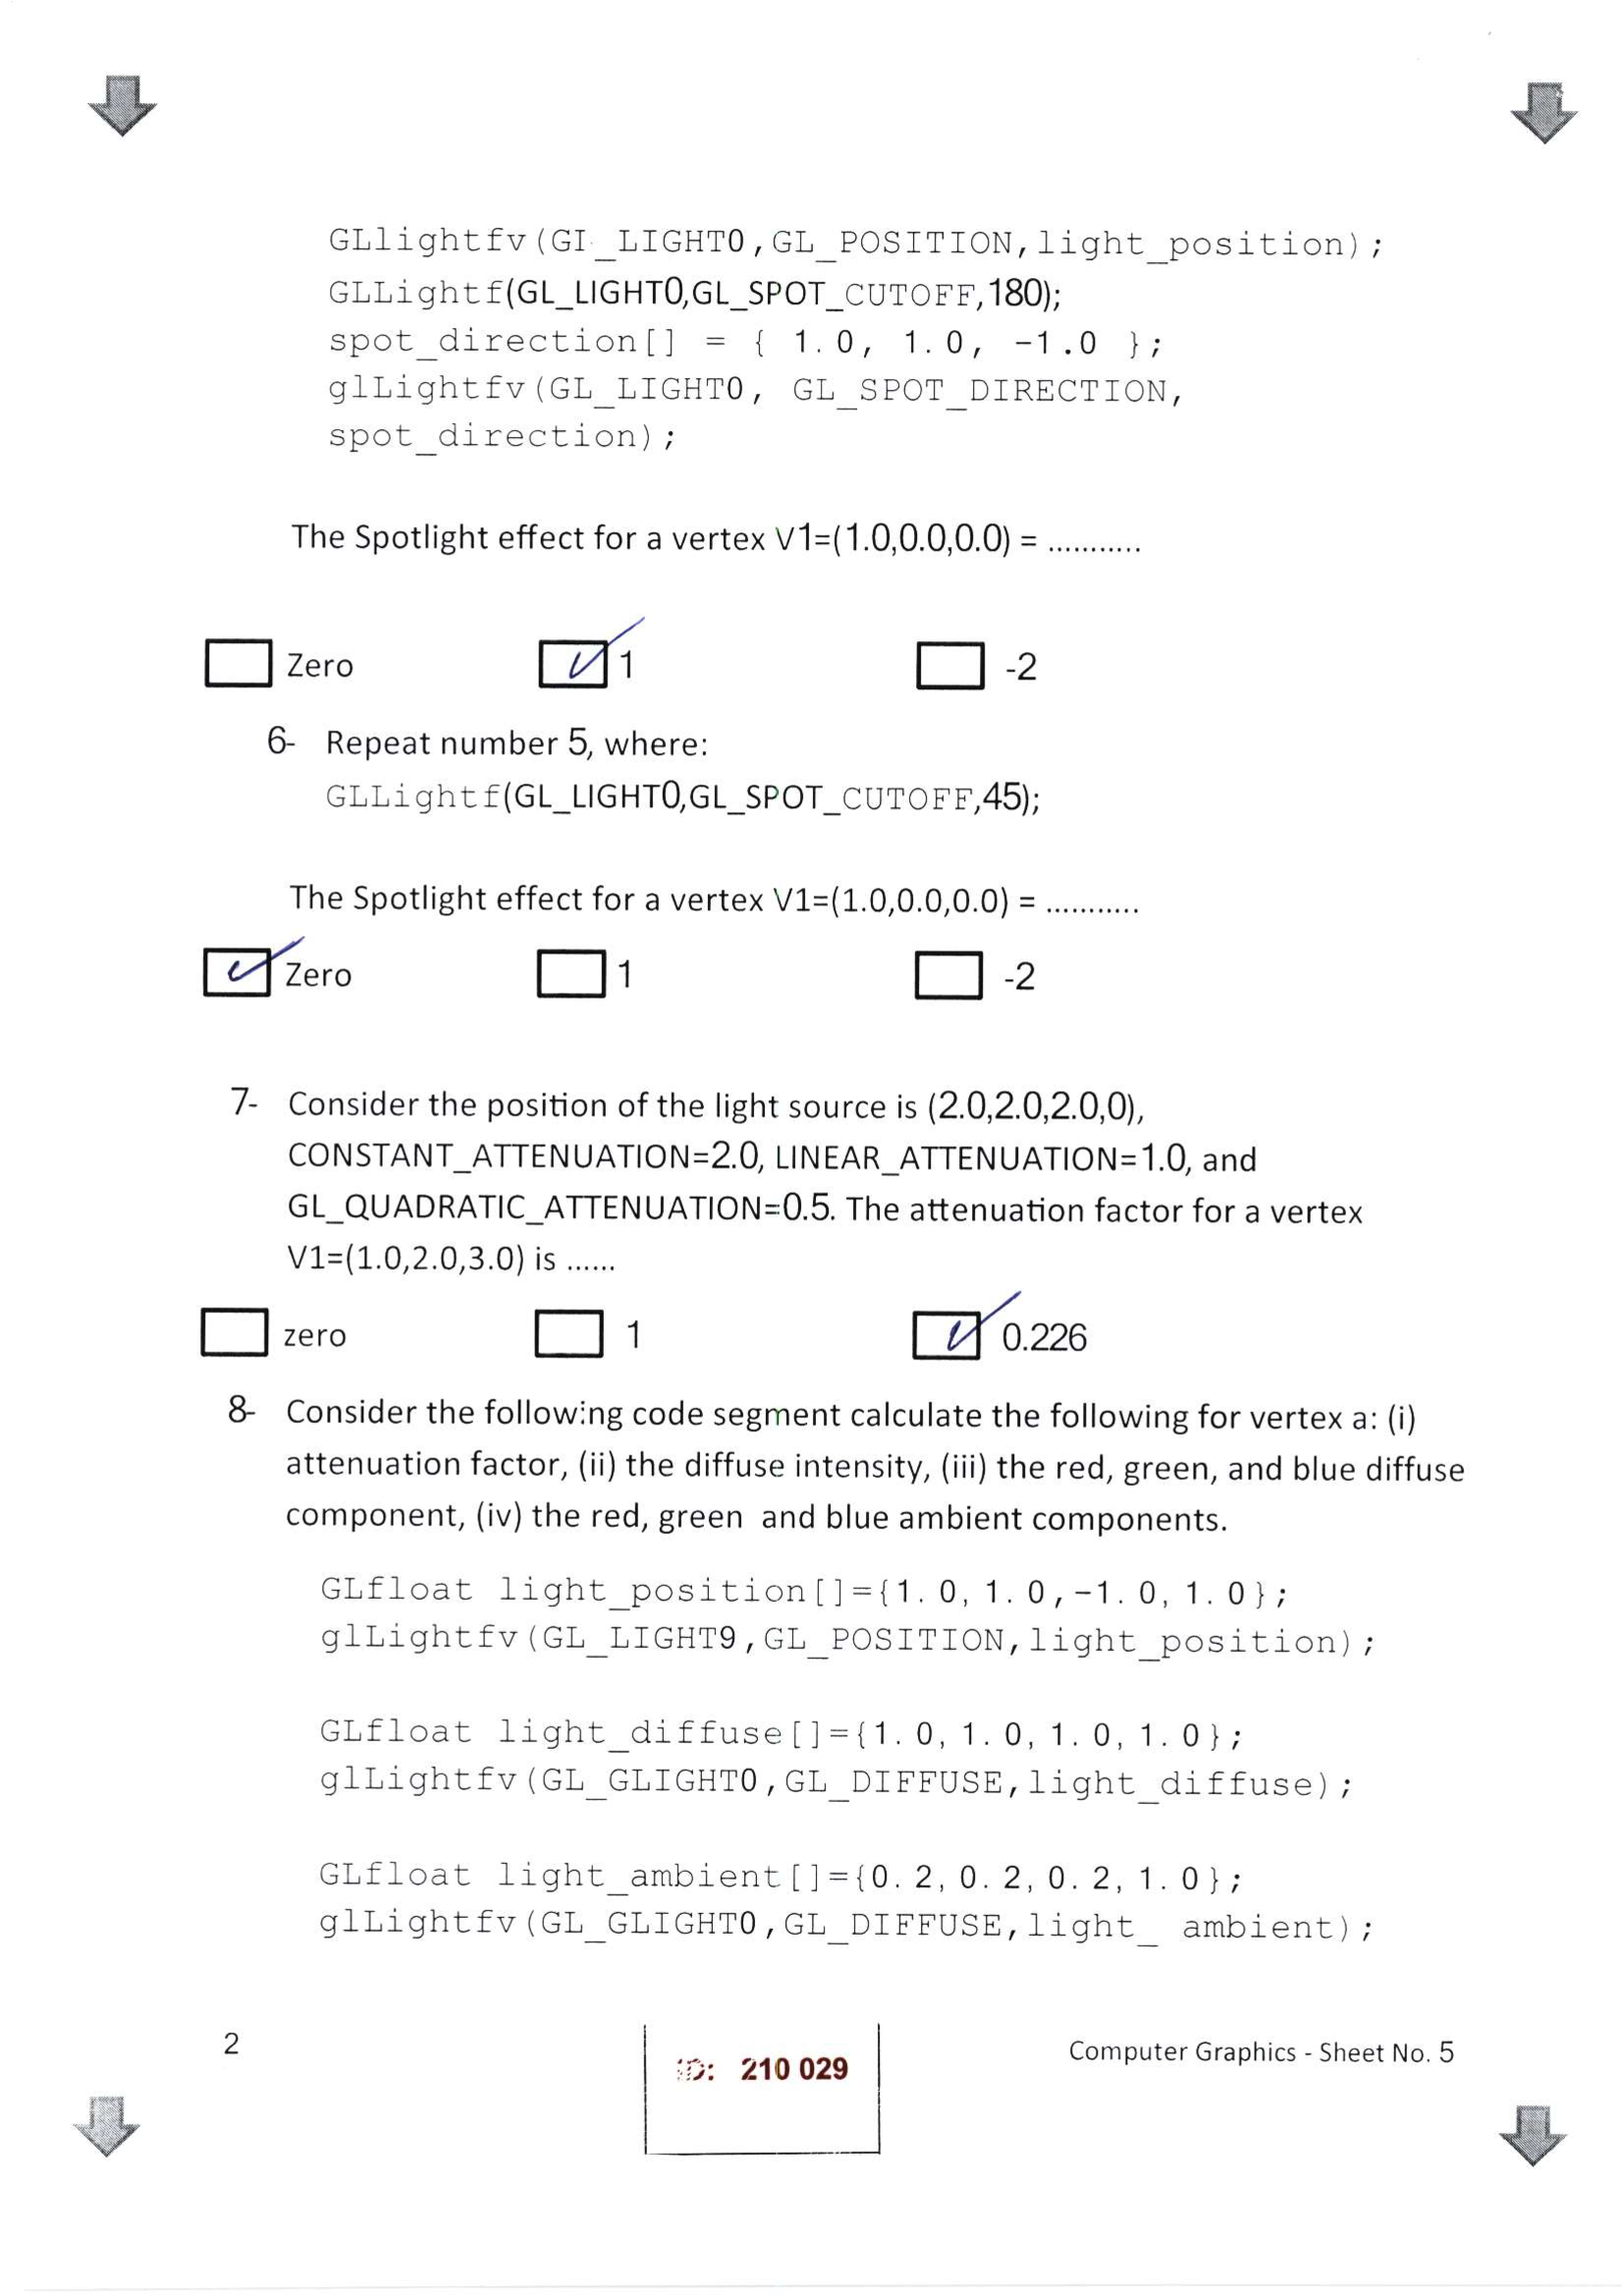 GLlightfv(GI_LIGHT0,GL_POSITION,light_position);
GLLightf(GL_LIGHT0,GL_SPOT_CUTOFF,180);
spot_direction[] = { 1.0, 1.0, -1.0 };
glLightfv(GL_LIGHT0, GL_SPOT_DIRECTION,
spot_direction);
The Spotlight effect for a vertex V1=(1.0,0.0,0.0) = ...........
Zero 1 -2
6- Repeat number 5, where:
GLLightf(GL_LIGHT0,GL_SPOT_CUTOFF,45);
The Spotlight effect for a vertex V1=(1.0,0.0,0.0) = ...........
Zero 1 -2
7- Consider the position of the light source is (2.0,2.0,2.0,0),
CONSTANT_ATTENUATION=2.0, LINEAR_ATTENUATION=1.0, and
GL_QUADRATIC_ATTENUATION=0.5. The attenuation factor for a vertex
V1=(1.0,2.0,3.0) is ......
zero 1 0.226
8- Consider the following code segment calculate the following for vertex a: (i)
attenuation factor, (ii) the diffuse intensity, (iii) the red, green, and blue diffuse
component, (iv) the red, green and blue ambient components.
GLfloat light_position[]={1.0,1.0,-1.0,1.0};
glLightfv(GL_LIGHT9,GL_POSITION,light_position);
GLfloat light_diffuse[]={1.0,1.0,1.0,1.0};
glLightfv(GL_GLIGHT0,GL_DIFFUSE,light_diffuse);
GLfloat light_ambient[]={0.2,0.2,0.2,1.0};
glLightfv(GL_GLIGHT0,GL_DIFFUSE,light_ ambient);
2
ID: 210 029
Computer Graphics - Sheet No. 5